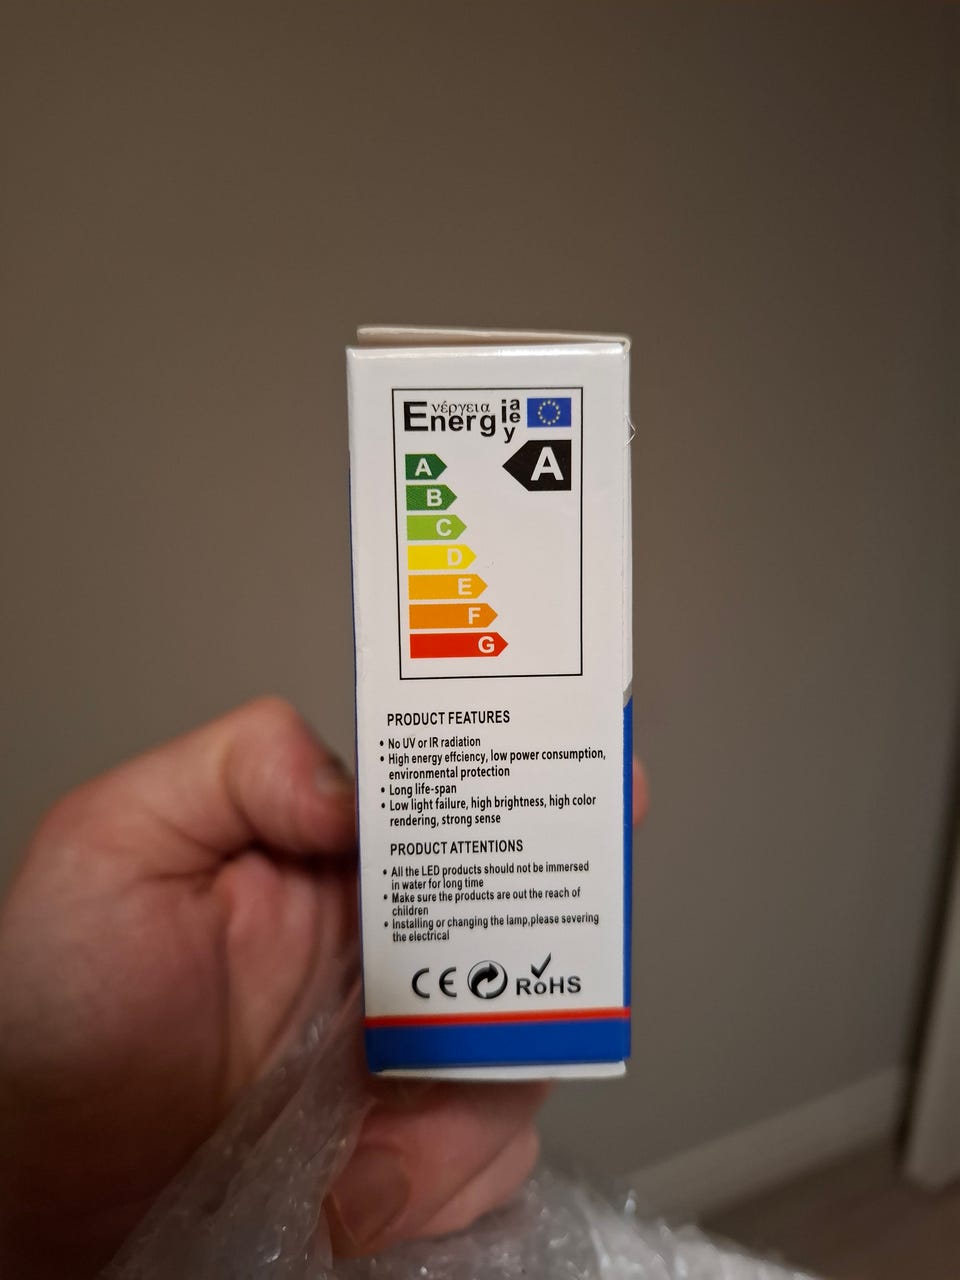 Energ νέργεια i a e y
A
A
B
C
D
E
F
G
PRODUCT FEATURES
• No UV or IR radiation
• High energy effciency, low power consumption,
environmental protection
• Long life-span
• Low light failure, high brightness, high color
rendering, strong sense
PRODUCT ATTENTIONS
• All the LED products should not be immersed
in water for long time
• Make sure the products are out the reach of
children
• Installing or changing the lamp,please severing
the electrical
CE RoHS